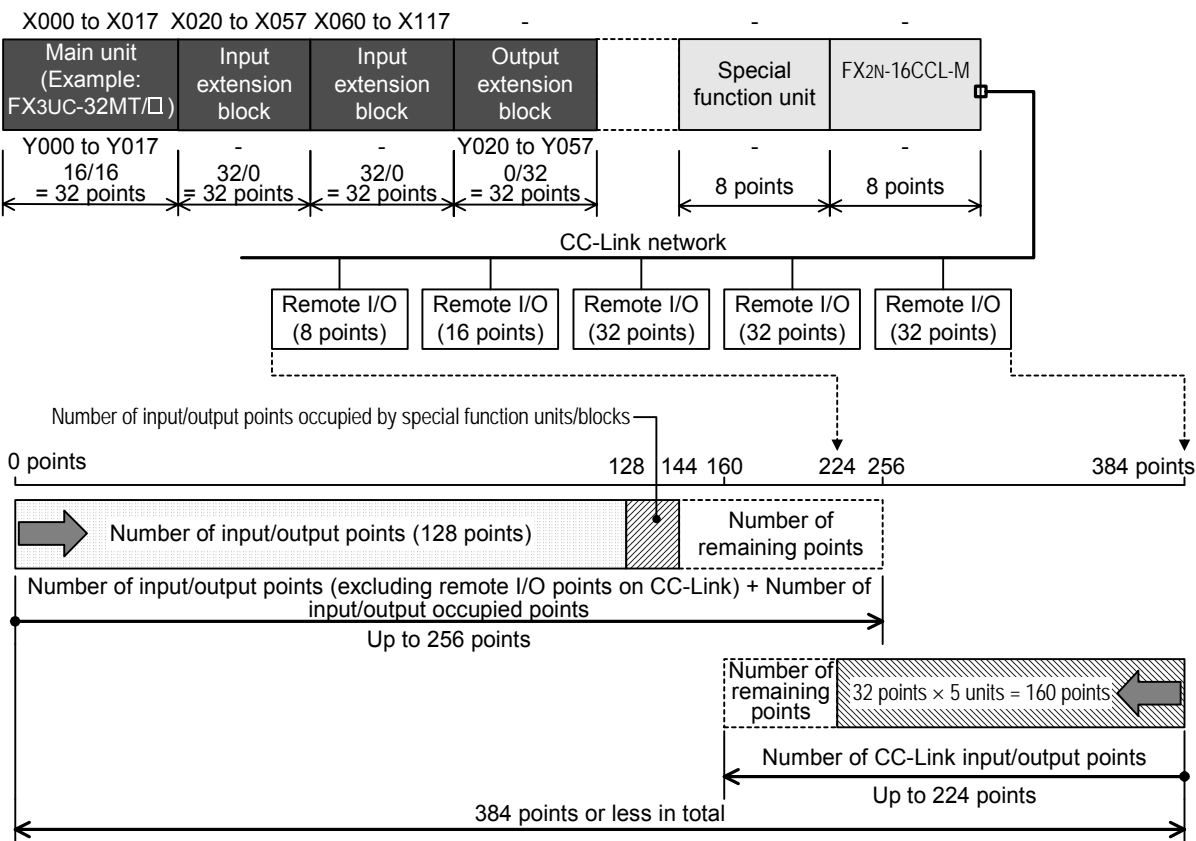 X000 to X017 X020 to X057 X060 to X117 - - -
Main unit
(Example:
FX3UC-32MT/□)
Input
extension
block
Input
extension
block
Output
extension
block
Special
function unit
FX2N-16CCL-M
Y000 to Y017 - - Y020 to Y057 - -
16/16
= 32 points
32/0
= 32 points
32/0
= 32 points
0/32
= 32 points
8 points
8 points
CC-Link network
Remote I/O
(8 points)
Remote I/O
(16 points)
Remote I/O
(32 points)
Remote I/O
(32 points)
Remote I/O
(32 points)
Number of input/output points occupied by special function units/blocks
0 points 128 144 160 224 256 384 points
Number of input/output points (128 points)
Number of
remaining points
Number of input/output points (excluding remote I/O points on CC-Link) + Number of
input/output occupied points
Up to 256 points
Number of
remaining
points
32 points × 5 units = 160 points
Number of CC-Link input/output points
Up to 224 points
384 points or less in total